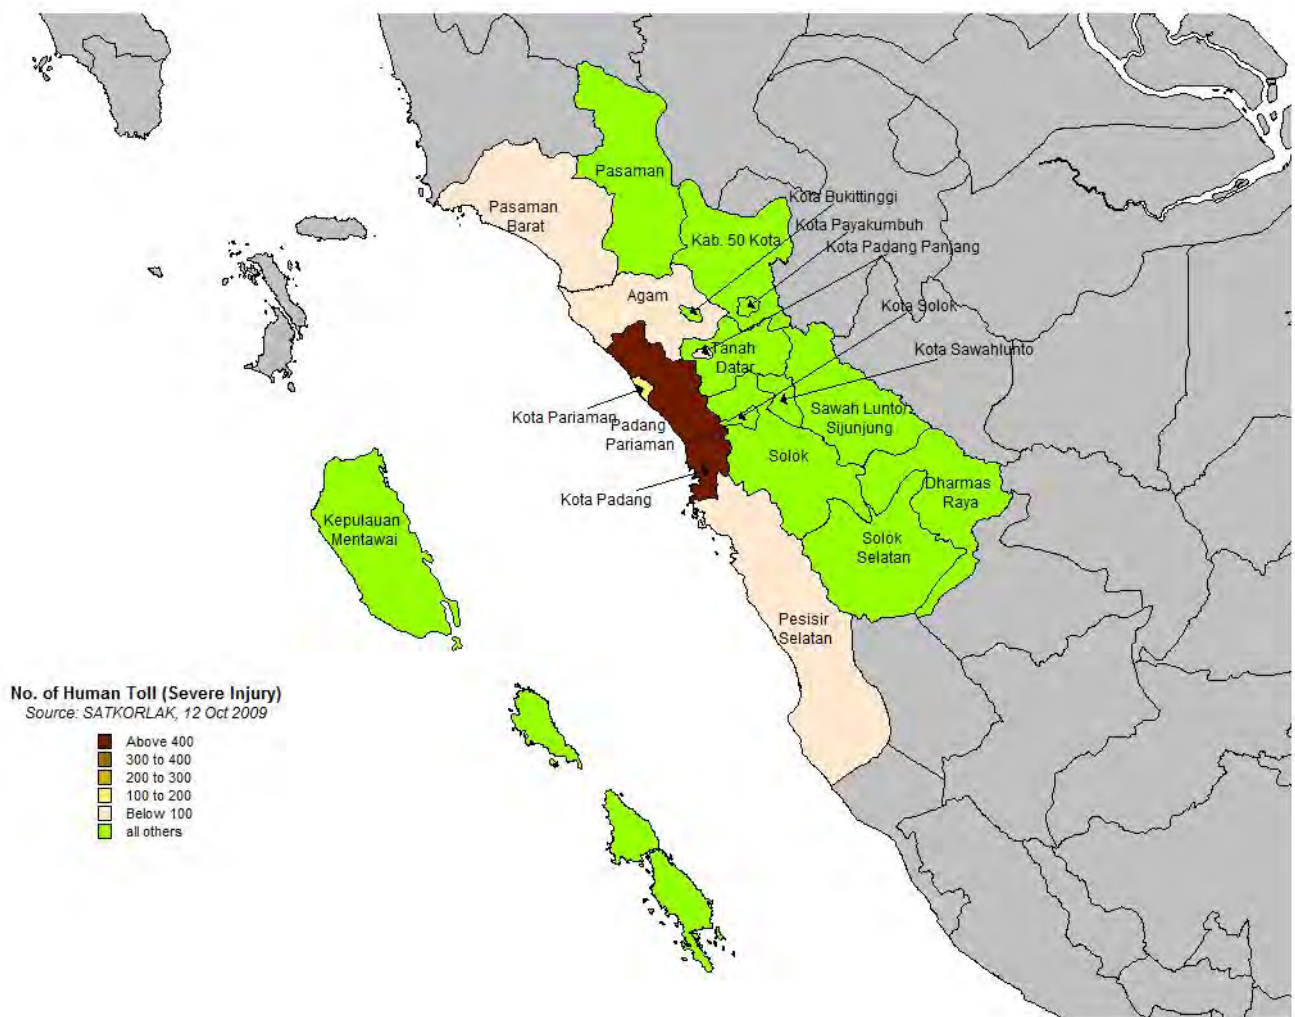 Pasaman
Kota Bukittinggi
Pasaman
Barat
Kota Payakumbuh
Kab. 50 Kota
Kota Padang Panjang
Agam
Kota Solok
Tanah
Datar
Kota Sawahlunto
Kota Pariaman
Padang
Pariaman
Sawah Lunto/
Sijunjung
Solok
Dharmas
Raya
Kota Padang
Kepulauan
Mentawai
Solok
Selatan
Pesisir
Selatan
No. of Human Toll (Severe Injury)
Source: SATKORLAK, 12 Oct 2009
Above 400
300 to 400
200 to 300
100 to 200
Below 100
all others